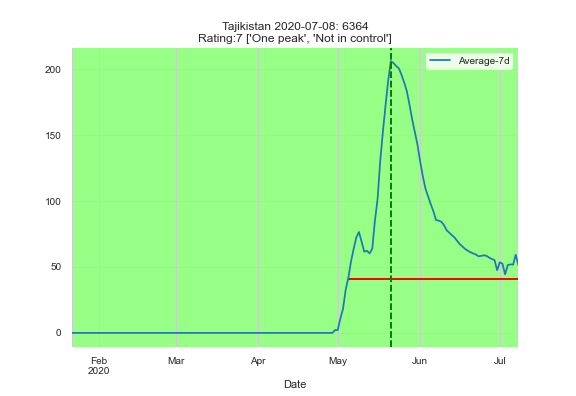 Tajikistan 2020-07-08: 6364
Rating:7 ['One peak', 'Not in control']
Average-7d
200
150
100
50
0
Feb Mar Apr May Jun Jul
2020
Date